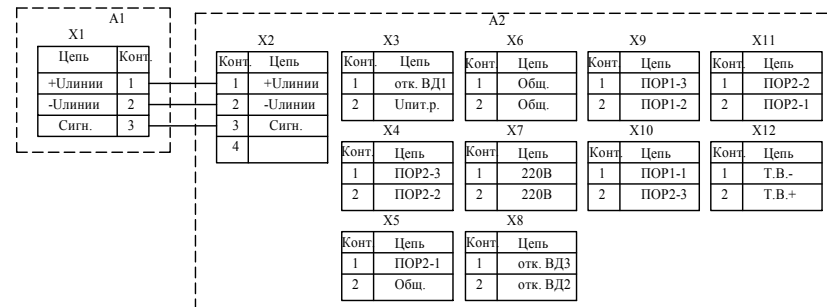 A1
A2
X1
X2
X3
X6
X9
X11
Цепь Конт.
+Uлинии 1
-Uлинии 2
Сигн. 3
Конт. Цепь
1 +Uлинии
2 -Uлинии
3 Сигн.
4
Конт. Цепь
1 отк. ВД1
2 Uпит.р.
Конт. Цепь
1 Общ.
2 Общ.
Конт. Цепь
1 ПОР1-3
2 ПОР1-2
Конт. Цепь
1 ПОР2-2
2 ПОР2-1
X4
X7
X10
X12
Конт. Цепь
1 ПОР2-3
2 ПОР2-2
Конт. Цепь
1 220В
2 220В
Конт. Цепь
1 ПОР1-1
2 ПОР2-3
Конт. Цепь
1 Т.В.-
2 Т.В.+
X5
X8
Конт. Цепь
1 ПОР2-1
2 Общ.
Конт. Цепь
1 отк. ВД3
2 отк. ВД2